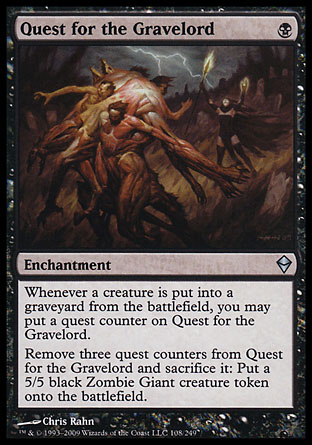 Quest for the Gravelord
Enchantment
Whenever a creature is put into a
graveyard from the battlefield, you may
put a quest counter on Quest for the
Gravelord.
Remove three quest counters from Quest
for the Gravelord and sacrifice it: Put a
5/5 black Zombie Giant creature token
onto the battlefield.
Chris Rahn
™ & © 1993–2009 Wizards of the Coast LLC 108/249